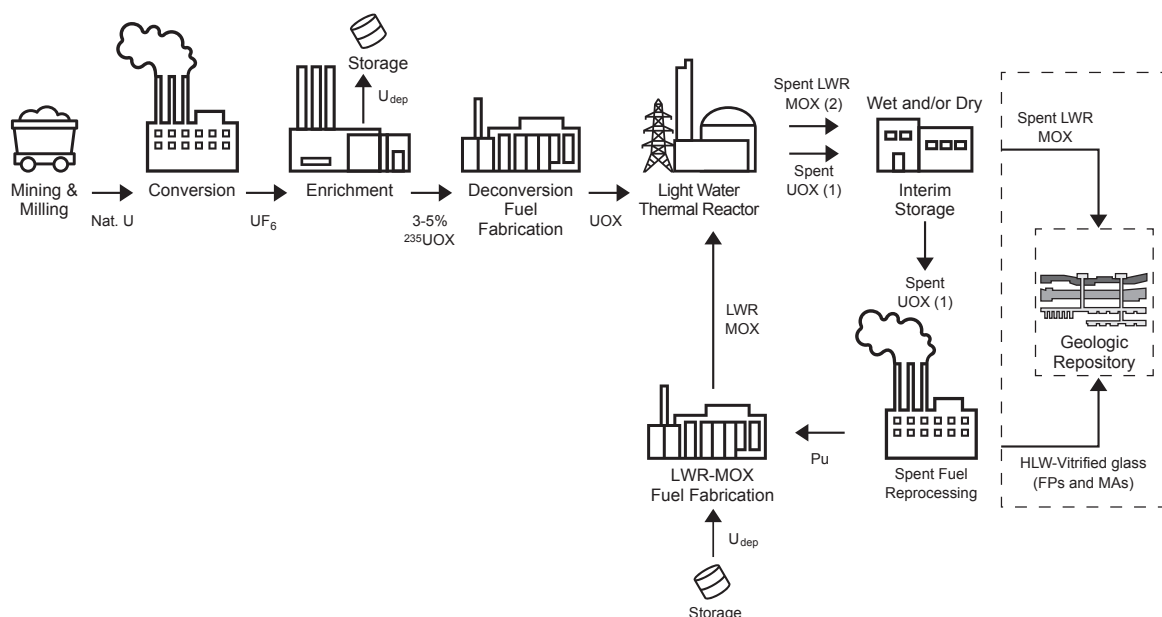 Storage
U_dep
Mining &
Milling
Nat. U
Conversion
UF₆
Enrichment
3-5%
²³⁵UOX
Deconversion
Fuel
Fabrication
UOX
Light Water
Thermal Reactor
Spent LWR
MOX (2)
Spent
UOX (1)
Wet and/or Dry
Interim
Storage
Spent
UOX (1)
Spent LWR
MOX
Geologic
Repository
LWR
MOX
LWR-MOX
Fuel Fabrication
Pu
Spent Fuel
Reprocessing
HLW-Vitrified glass
(FPs and MAs)
U_dep
Storage